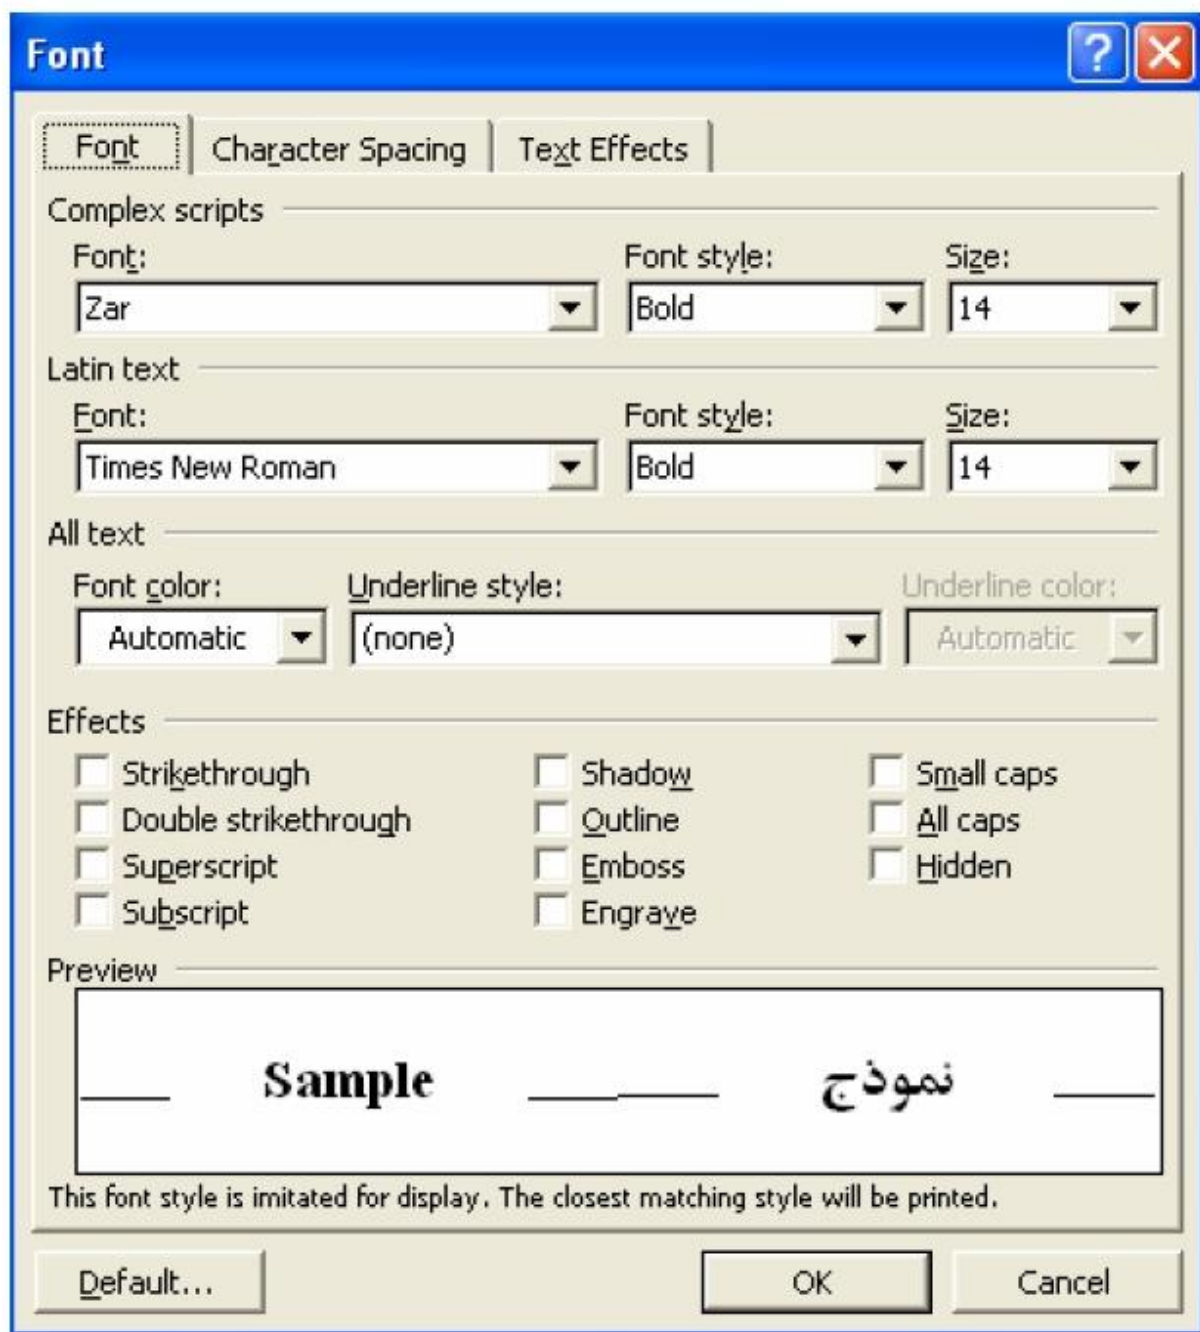 Font
Font Character Spacing Text Effects
Complex scripts
Font: Font style: Size:
Zar Bold 14
Latin text
Font: Font style: Size:
Times New Roman Bold 14
All text
Font color: Underline style: Underline color:
Automatic (none) Automatic
Effects
Strikethrough Shadow Small caps
Double strikethrough Outline All caps
Superscript Emboss Hidden
Subscript Engrave
Preview
Sample نموذج
This font style is imitated for display. The closest matching style will be printed.
Default... OK Cancel